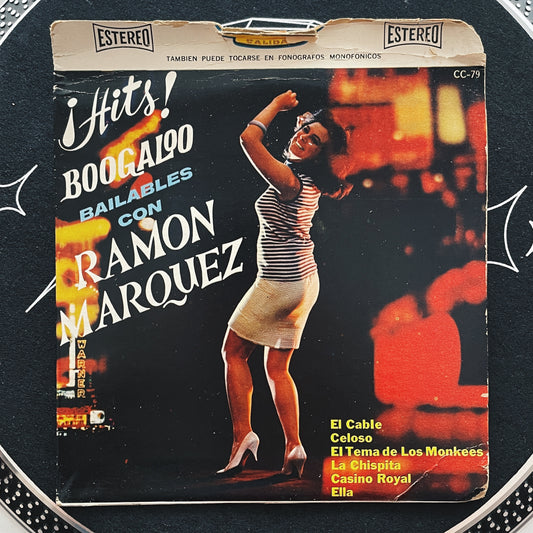 ESTEREO
CALIDA
ESTEREO
TAMBIEN PUEDE TOCARSE EN FONOGRAFOS MONOFONICOS
CC-79
¡Hits!
BOOGALOO
BAILABLES
CON
RAMON
MARQUEZ
WARNER
El Cable
Celoso
El Tema de Los Monkees
La Chispita
Casino Royal
Ella